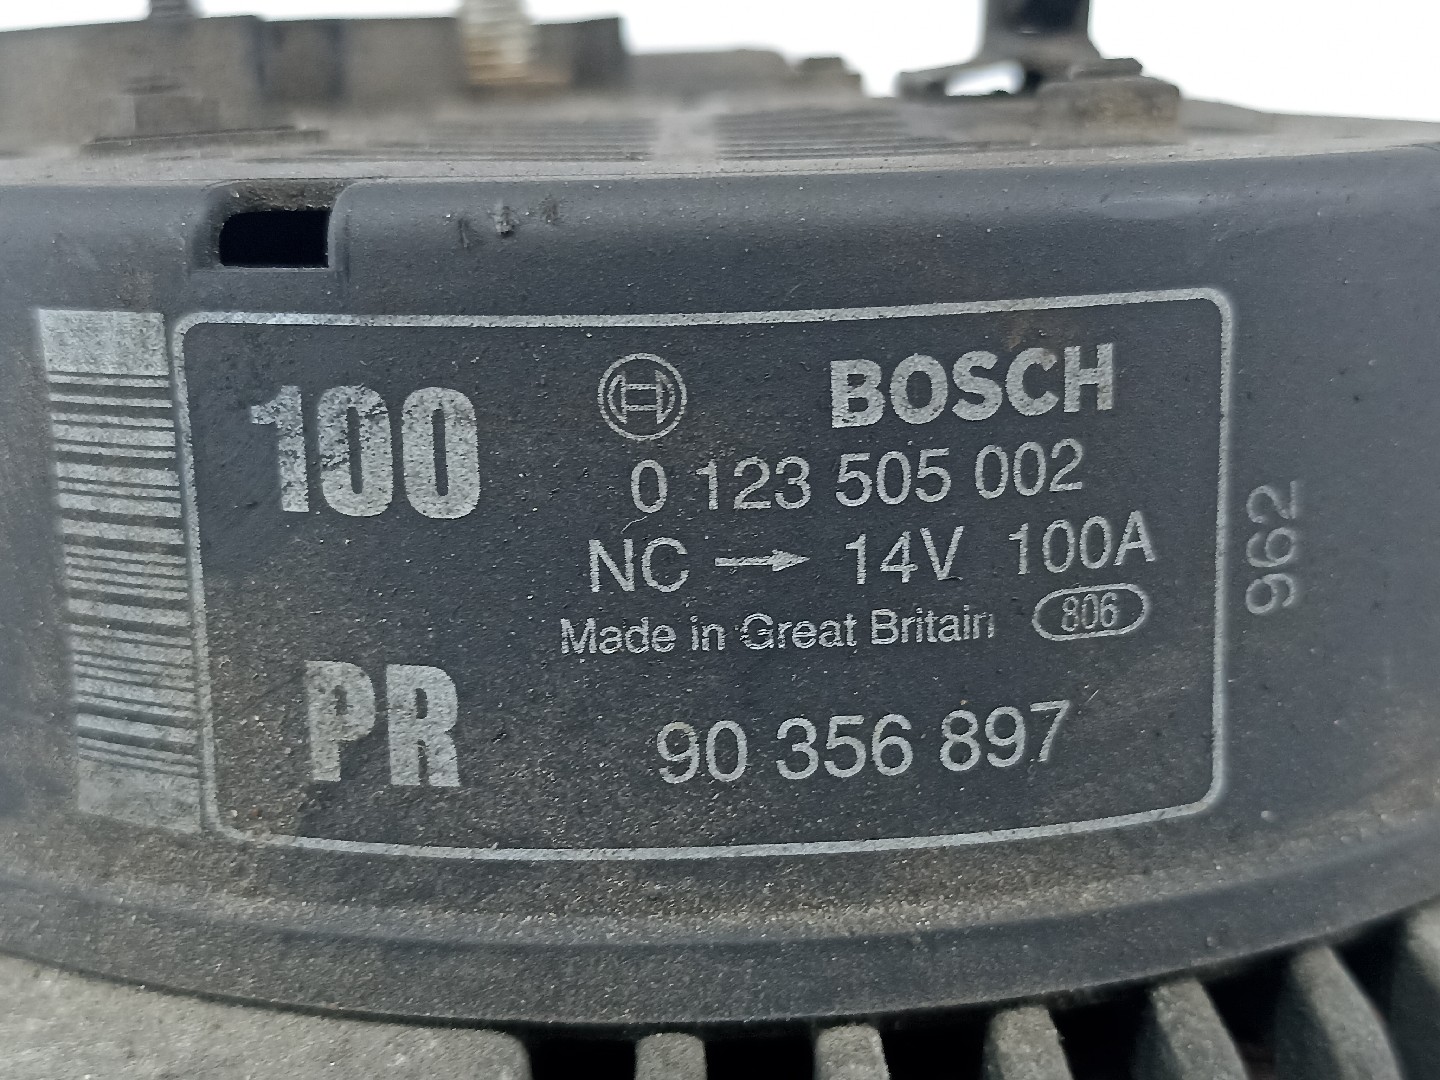 100
BOSCH
0 123 505 002
NC → 14V 100A
Made in Great Britain 806
PR
90 356 897
962